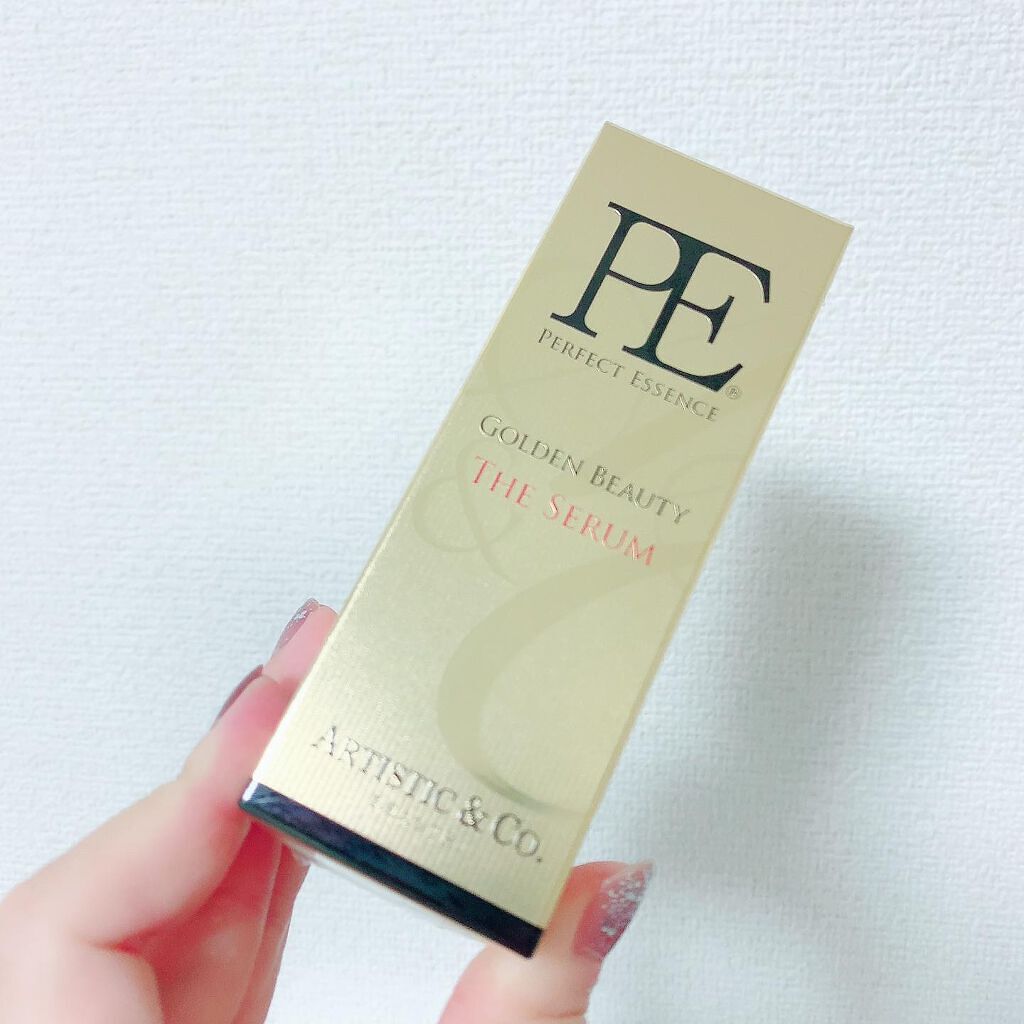 PE®
PERFECT ESSENCE
GOLDEN BEAUTY
THE SERUM
ARTISTIC & CO.